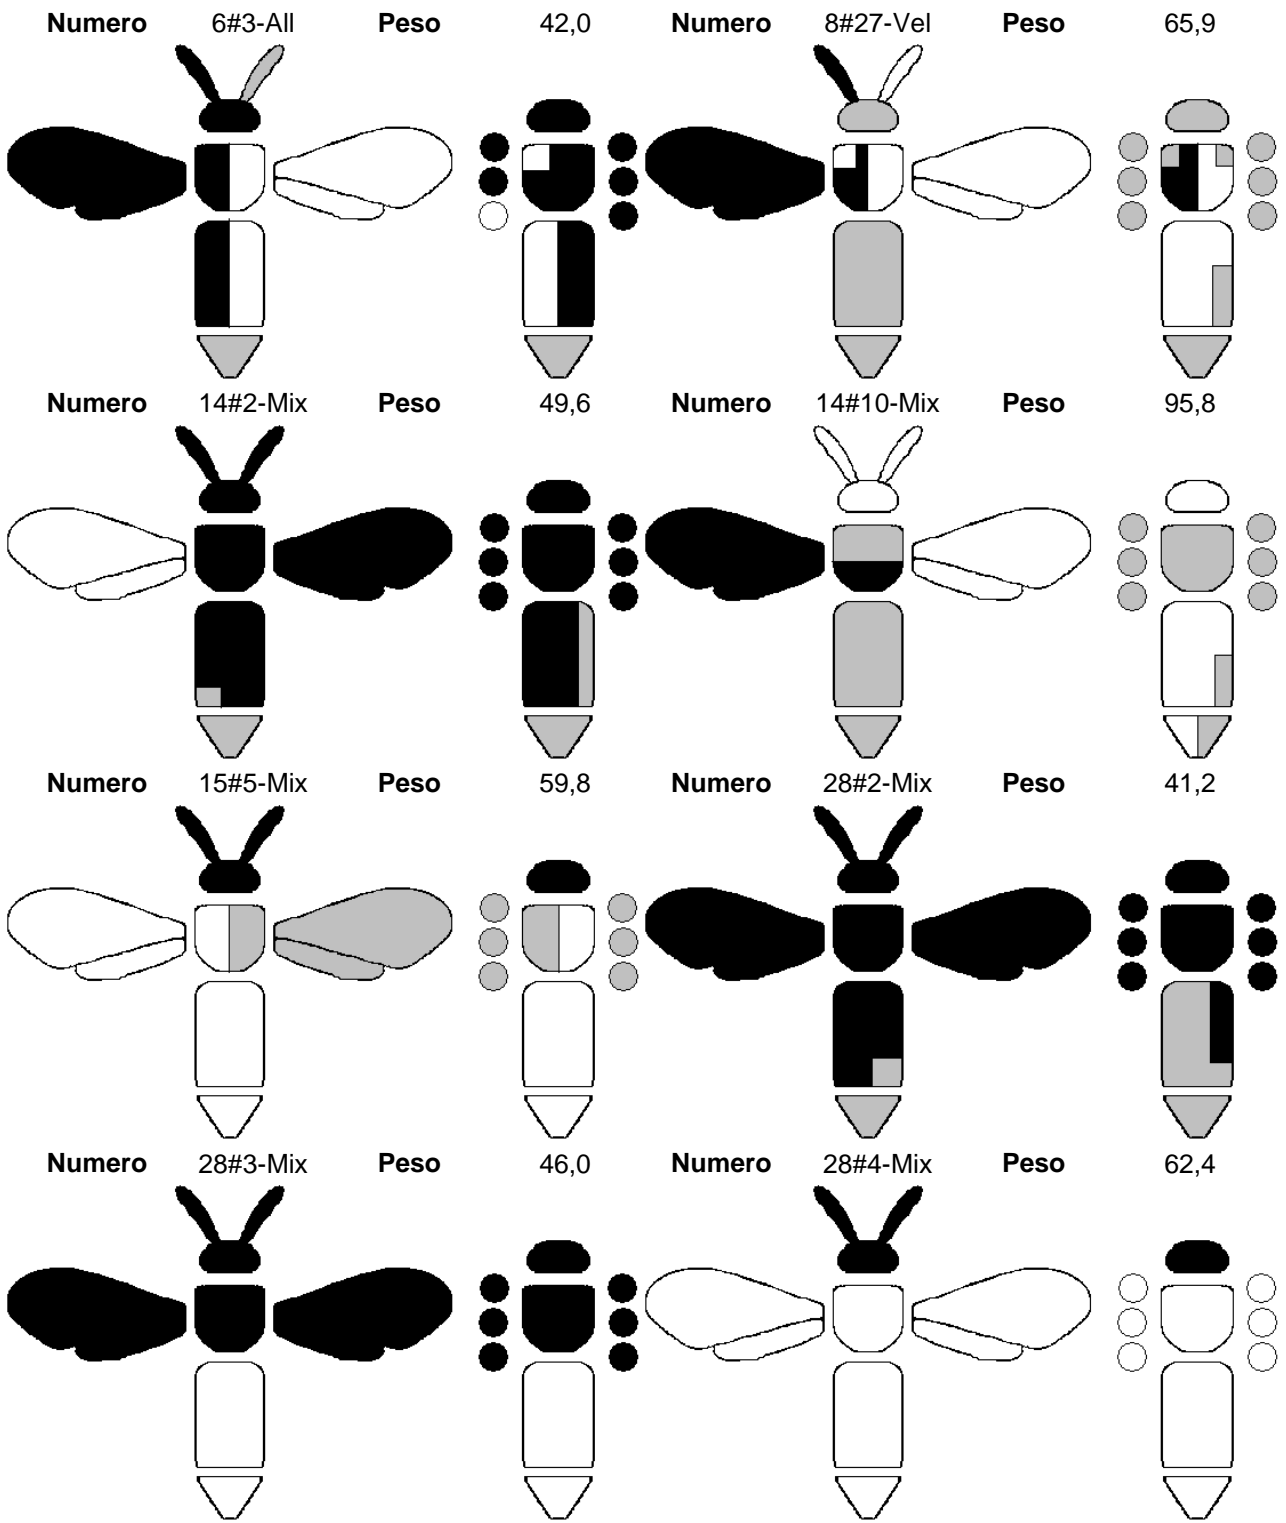 Numero 6#3-All Peso 42,0 Numero 8#27-Vel Peso 65,9
Numero 14#2-Mix Peso 49,6 Numero 14#10-Mix Peso 95,8
Numero 15#5-Mix Peso 59,8 Numero 28#2-Mix Peso 41,2
Numero 28#3-Mix Peso 46,0 Numero 28#4-Mix Peso 62,4